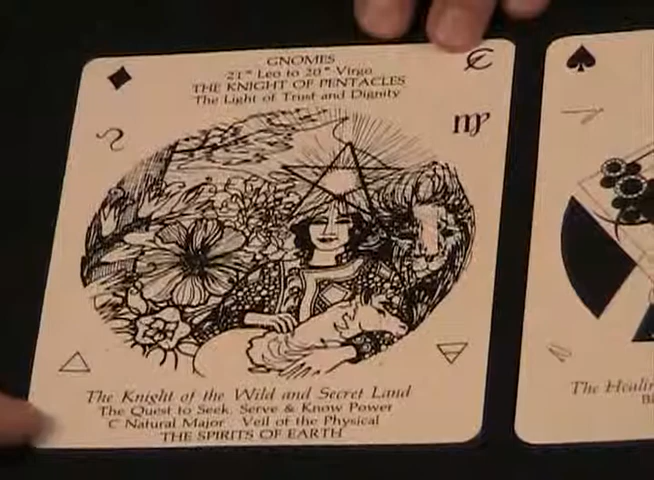 GNOMES
21° Leo to 20° Virgo
THE KNIGHT OF PENTACLES
The Light of Trust and Dignity
The Knight of the Wild and Secret Land
The Quest to Seek, Serve & Know Power
C Natural Major Veil of the Physical
THE SPIRITS OF EARTH
The Healin